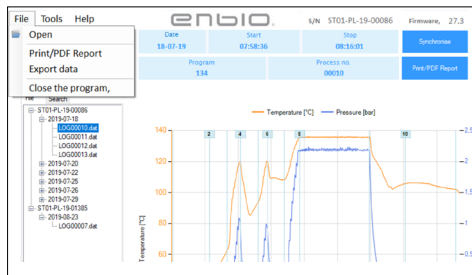 File Tools Help
enbio.
S/N ST01-PL-19-00086 Firmware, 27.3
Open
Print/PDF Report
Export data
Close the program,
Date Start Stop
18-07-19 07:58:36 08:16:01
Synchronise
Program Process no.
134 00010
Print/PDF Report
File Search
ST01-PL-19-00086
2019-07-18
LOG00010.dat
LOG00011.dat
LOG00012.dat
LOG00013.dat
2019-07-20
2019-07-22
2019-07-25
2019-07-26
2019-07-29
ST01-PL-19-01385
2019-08-23
LOG00007.dat
Temperature [°C] Pressure [bar]
2 4 6 8 10
140
120
100
80
60
Temperature [°C]
2.5
2
1.5
1
0.5